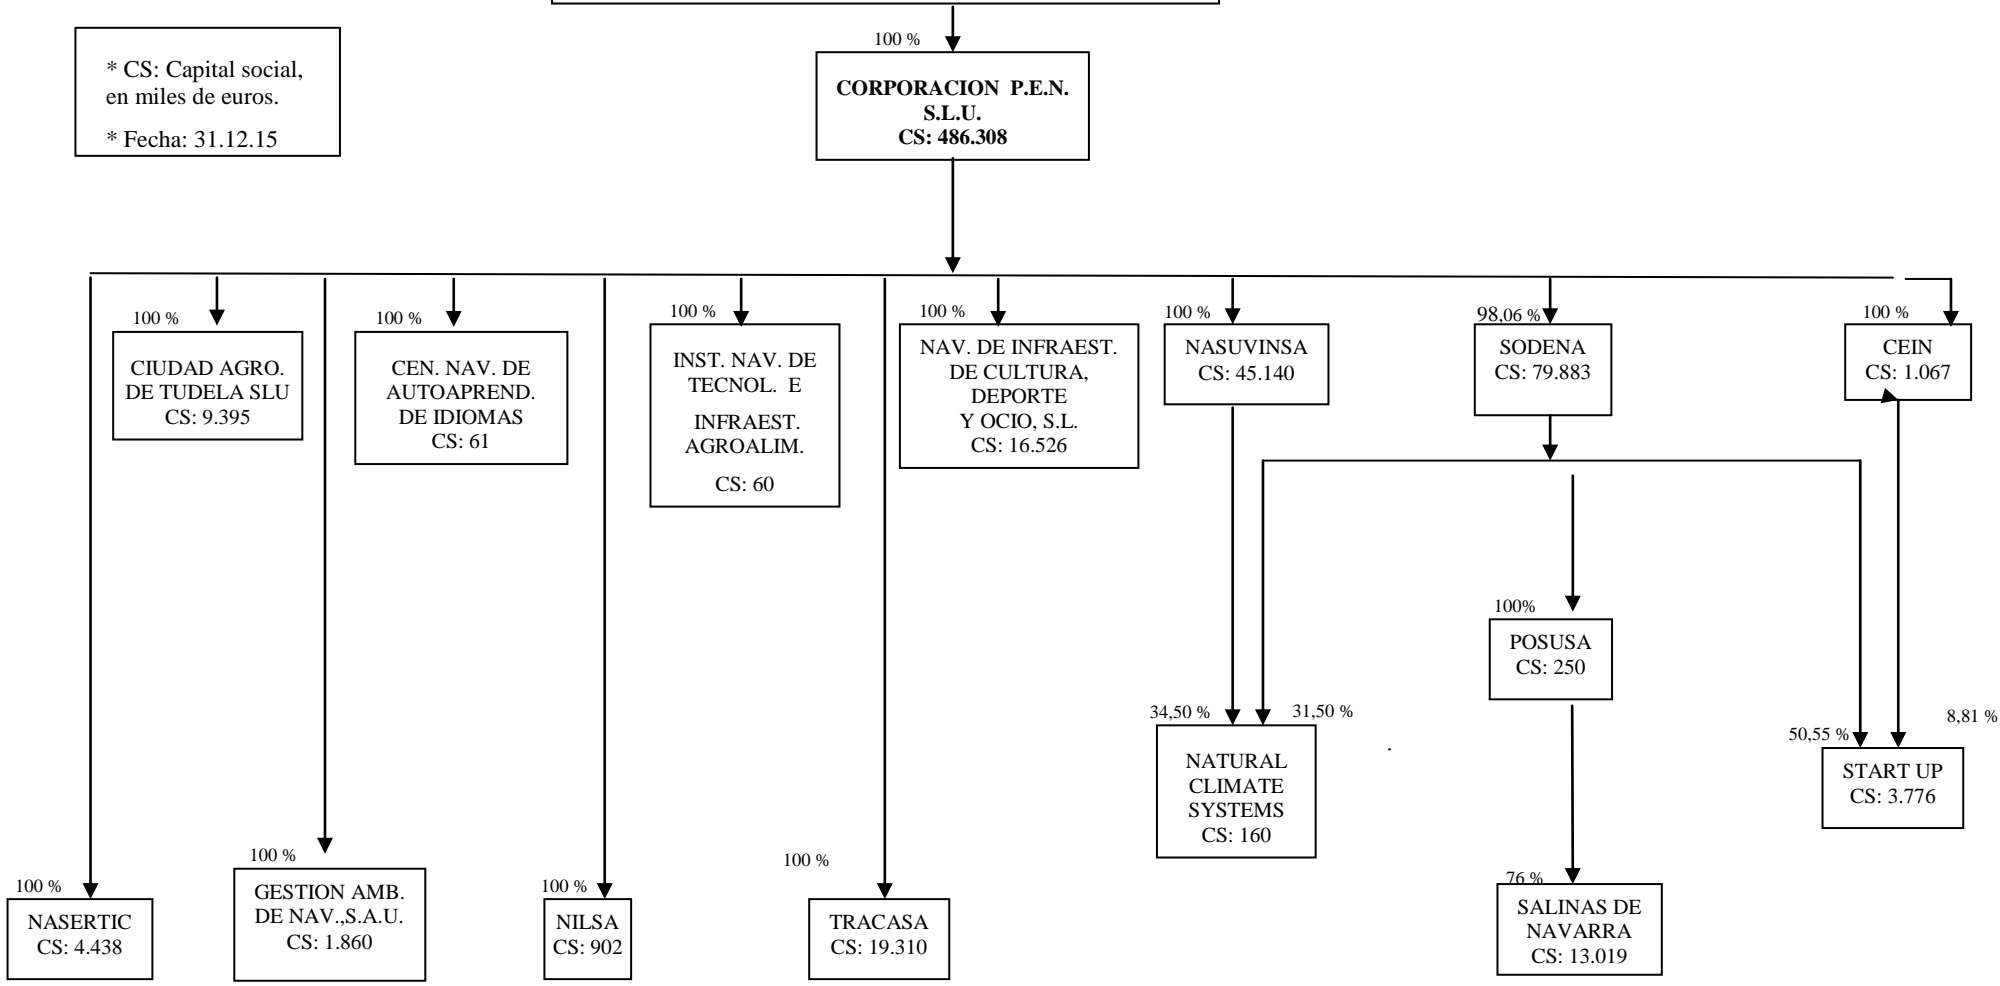 * CS: Capital social,
en miles de euros.
* Fecha: 31.12.15
100 %
CORPORACION P.E.N.
S.L.U.
CS: 486.308
100 %
CIUDAD AGRO.
DE TUDELA SLU
CS: 9.395
100 %
CEN. NAV. DE
AUTOAPREND.
DE IDIOMAS
CS: 61
100 %
INST. NAV. DE
TECNOL. E
INFRAEST.
AGROALIM.
CS: 60
100 %
NAV. DE INFRAEST.
DE CULTURA,
DEPORTE
Y OCIO, S.L.
CS: 16.526
100 %
NASUVINSA
CS: 45.140
98,06 %
SODENA
CS: 79.883
100 %
CEIN
CS: 1.067
100%
POSUSA
CS: 250
34,50 %
31,50 %
NATURAL
CLIMATE
SYSTEMS
CS: 160
50,55 %
8,81 %
START UP
CS: 3.776
100 %
NASERTIC
CS: 4.438
100 %
GESTION AMB.
DE NAV.,S.A.U.
CS: 1.860
100 %
NILSA
CS: 902
100 %
TRACASA
CS: 19.310
76 %
SALINAS DE
NAVARRA
CS: 13.019